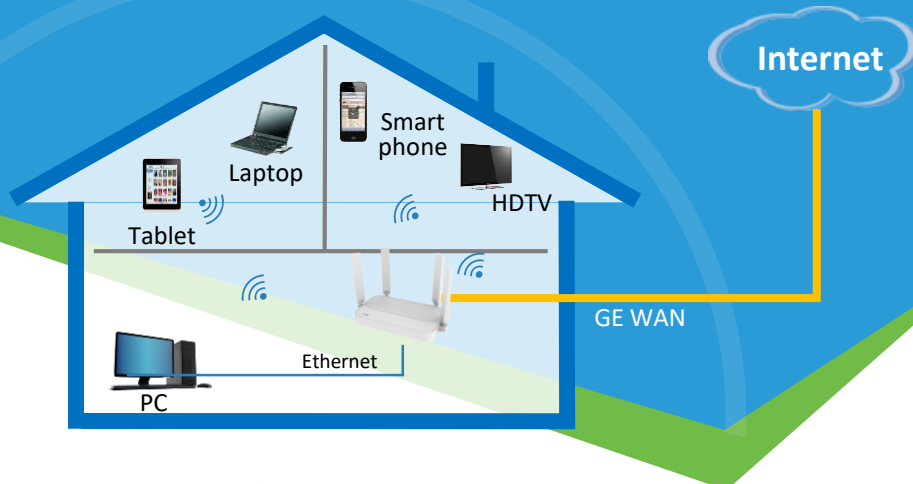 Internet
Smart
phone
Laptop
HDTV
Tablet
GE WAN
Ethernet
PC